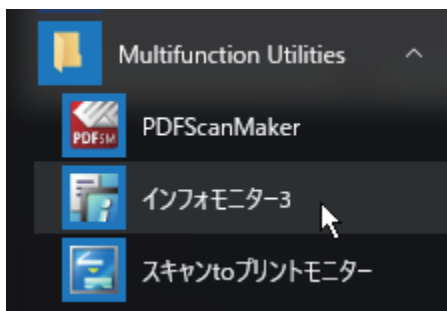 Multifunction Utilities
PDFSM
PDFScanMaker
インフォモニター3
スキャンtoプリントモニター